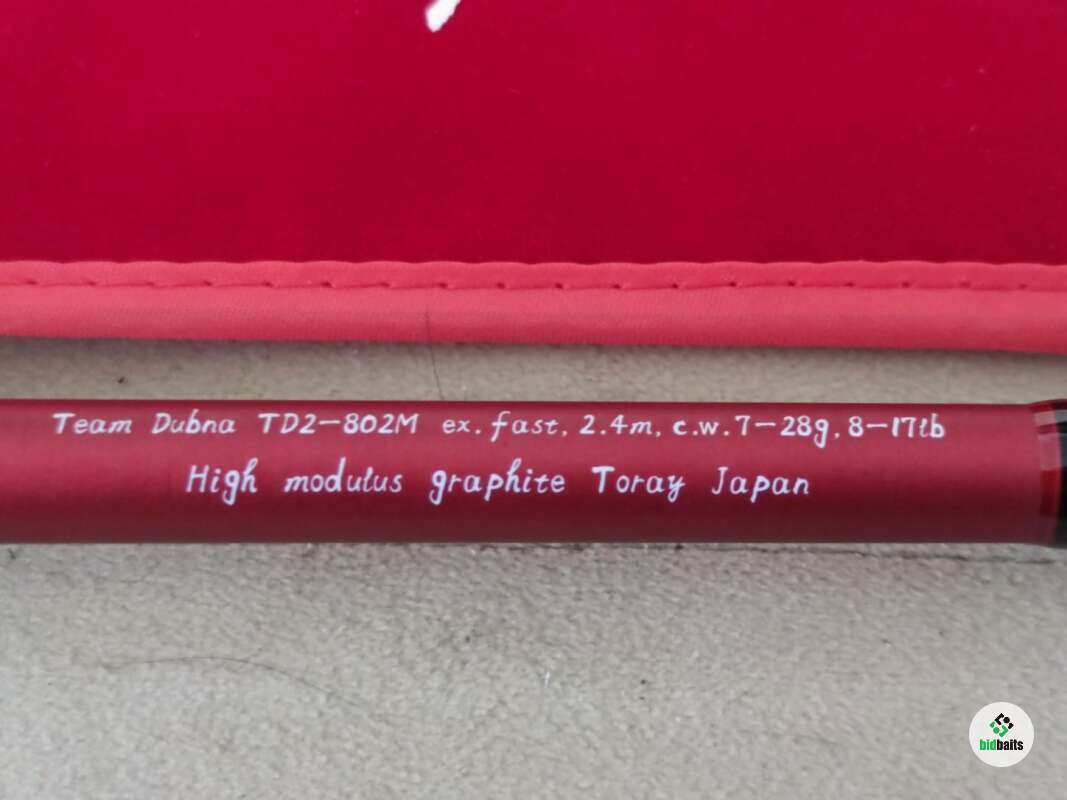 Team Dubna TD2-802M ex.fast, 2.4m, c.w.7-28g, 8-17lb
High modulus graphite Toray Japan
bidbaits